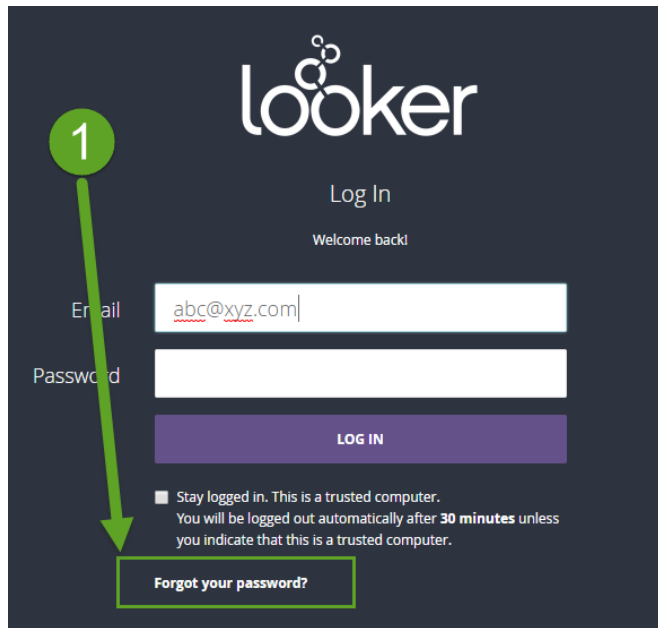 looker
1
Log In
Welcome back!
Email
abc@xyz.com
Password
LOG IN
Stay logged in. This is a trusted computer.
You will be logged out automatically after 30 minutes unless
you indicate that this is a trusted computer.
Forgot your password?